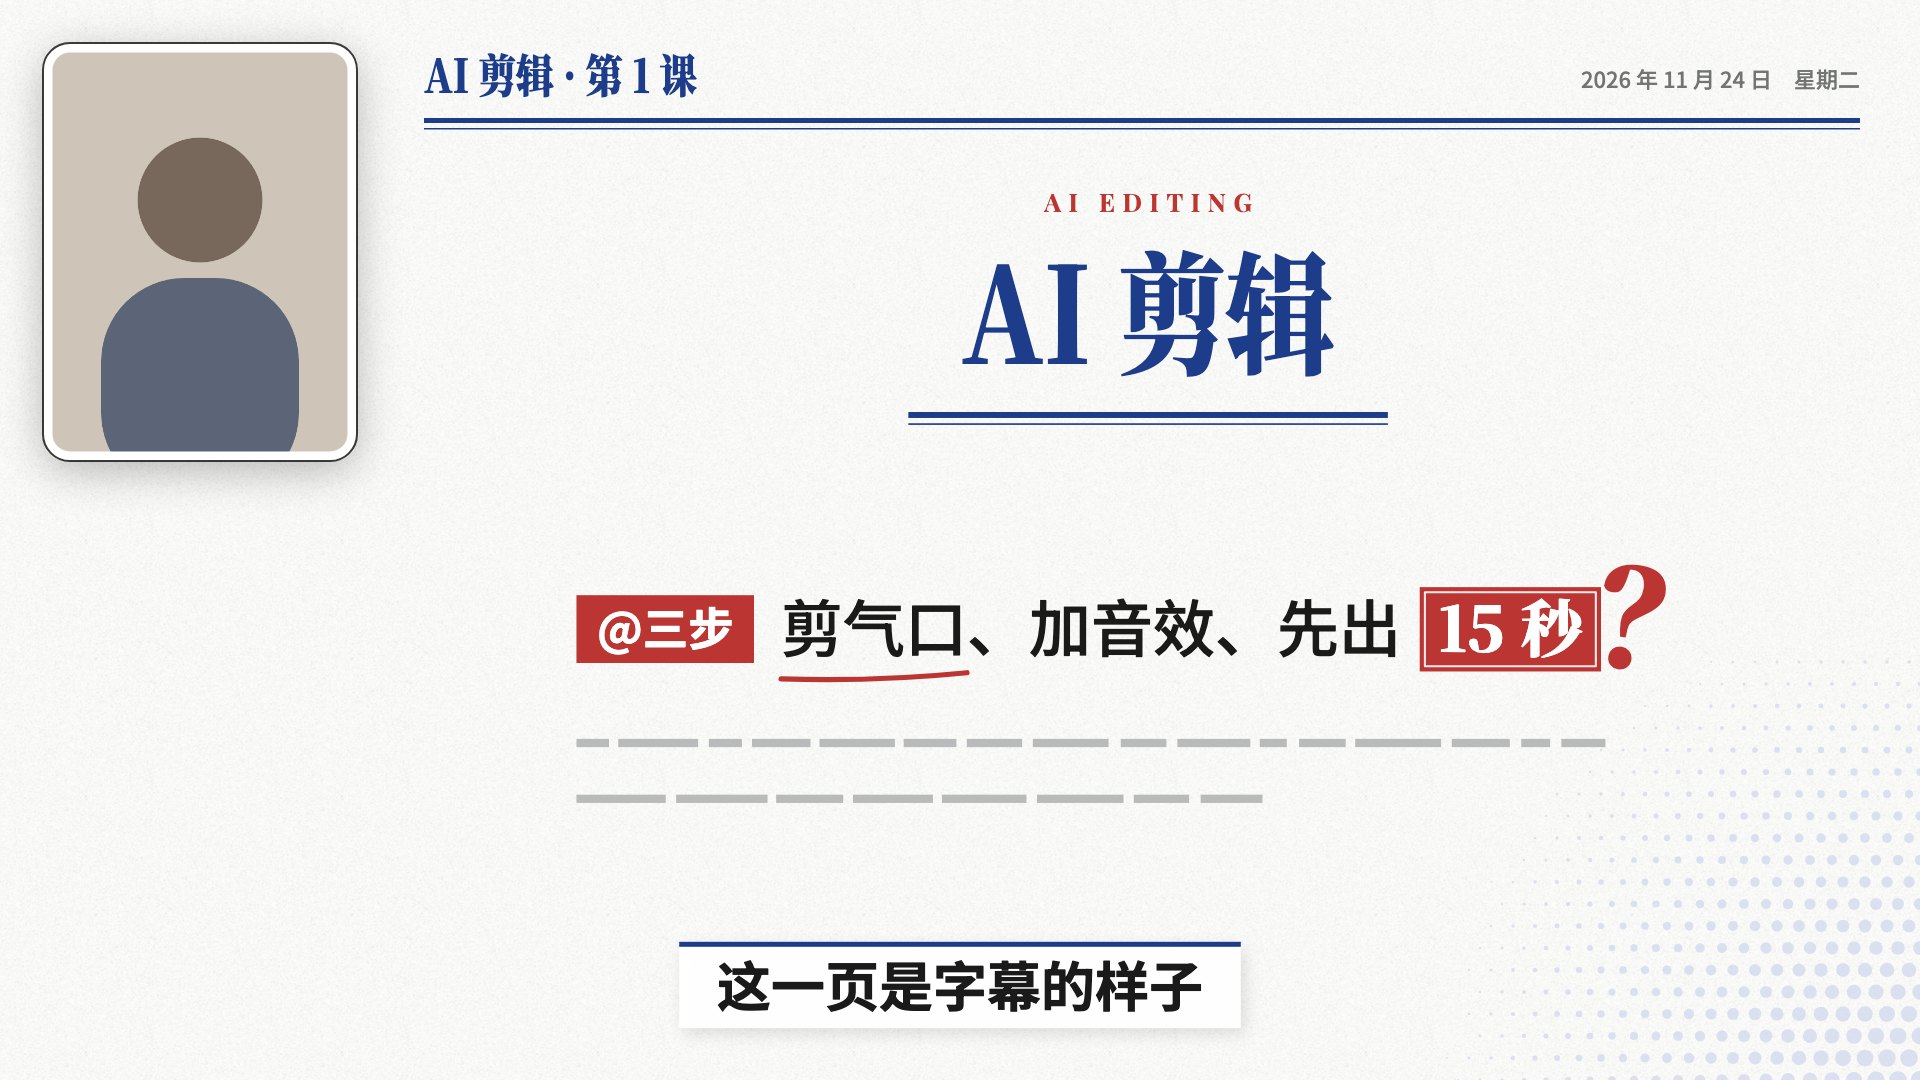 AI 剪辑 · 第 1 课
2026 年 11 月 24 日 星期二
AI EDITING
AI 剪辑
@三步 剪气口、加音效、先出 15 秒?
这一页是字幕的样子